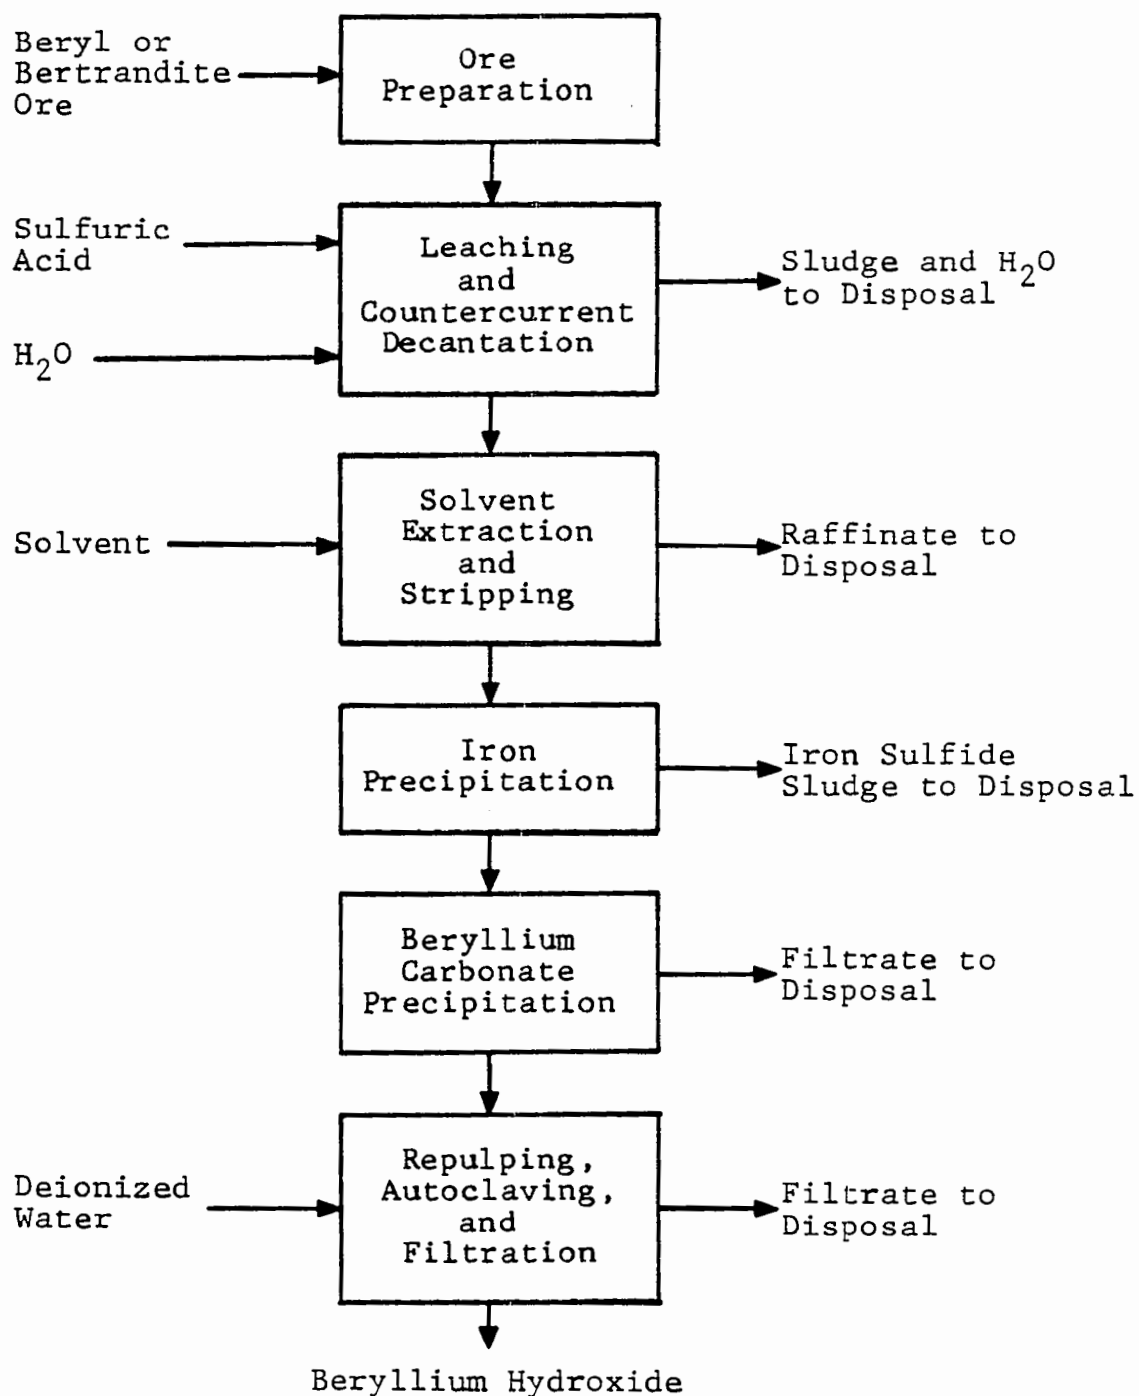 Beryl or
Bertrandite
Ore
Ore
Preparation
Sulfuric
Acid
H₂O
Leaching
and
Countercurrent
Decantation
Sludge and H₂O
to Disposal
Solvent
Solvent
Extraction
and
Stripping
Raffinate to
Disposal
Iron
Precipitation
Iron Sulfide
Sludge to Disposal
Beryllium
Carbonate
Precipitation
Filtrate to
Disposal
Deionized
Water
Repulping,
Autoclaving,
and
Filtration
Filtrate to
Disposal
Beryllium Hydroxide